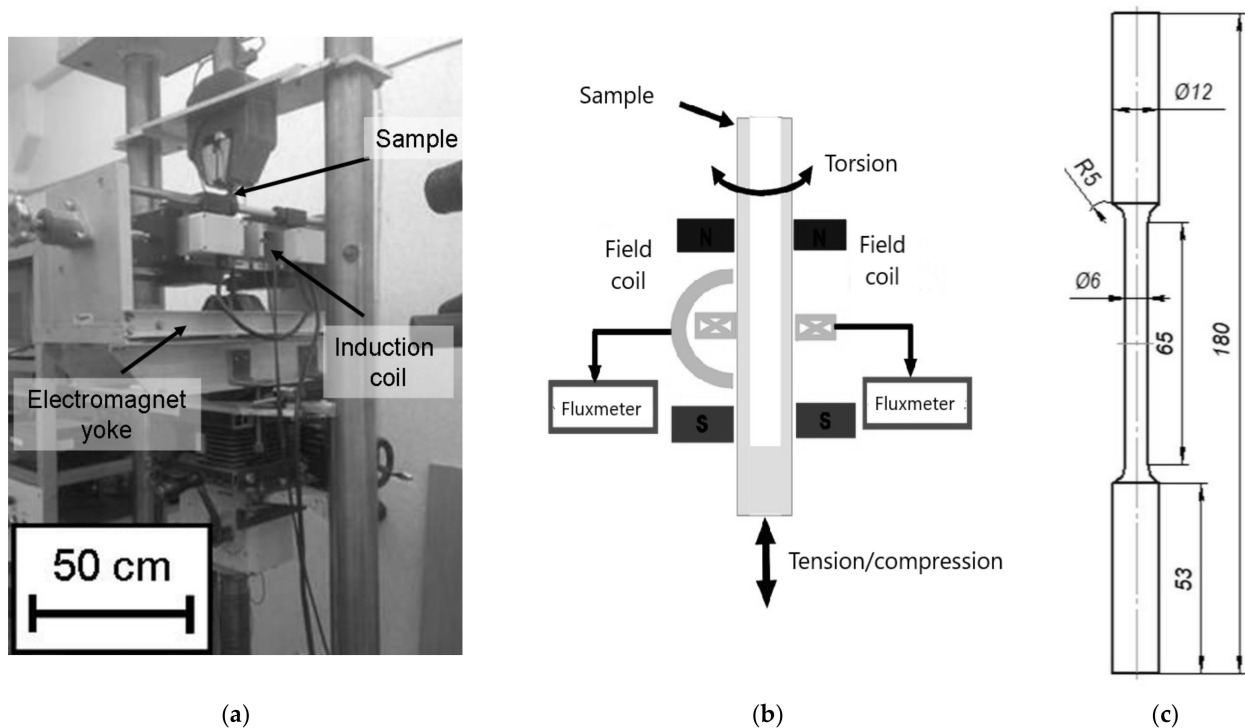 Sample
Induction
coil
Electromagnet
yoke
50 cm
(a)
Sample
Torsion
N
N
Field
coil
Field
coil
Fluxmeter
Fluxmeter
S
S
Tension/compression
(b)
Ø12
R5
Ø6
65
180
53
(c)